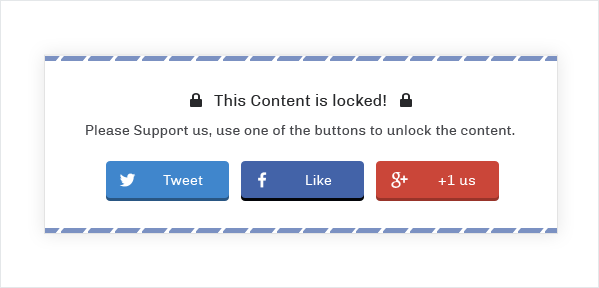 This Content is locked!
Please Support us, use one of the buttons to unlock the content.
Tweet
Like
+1 us